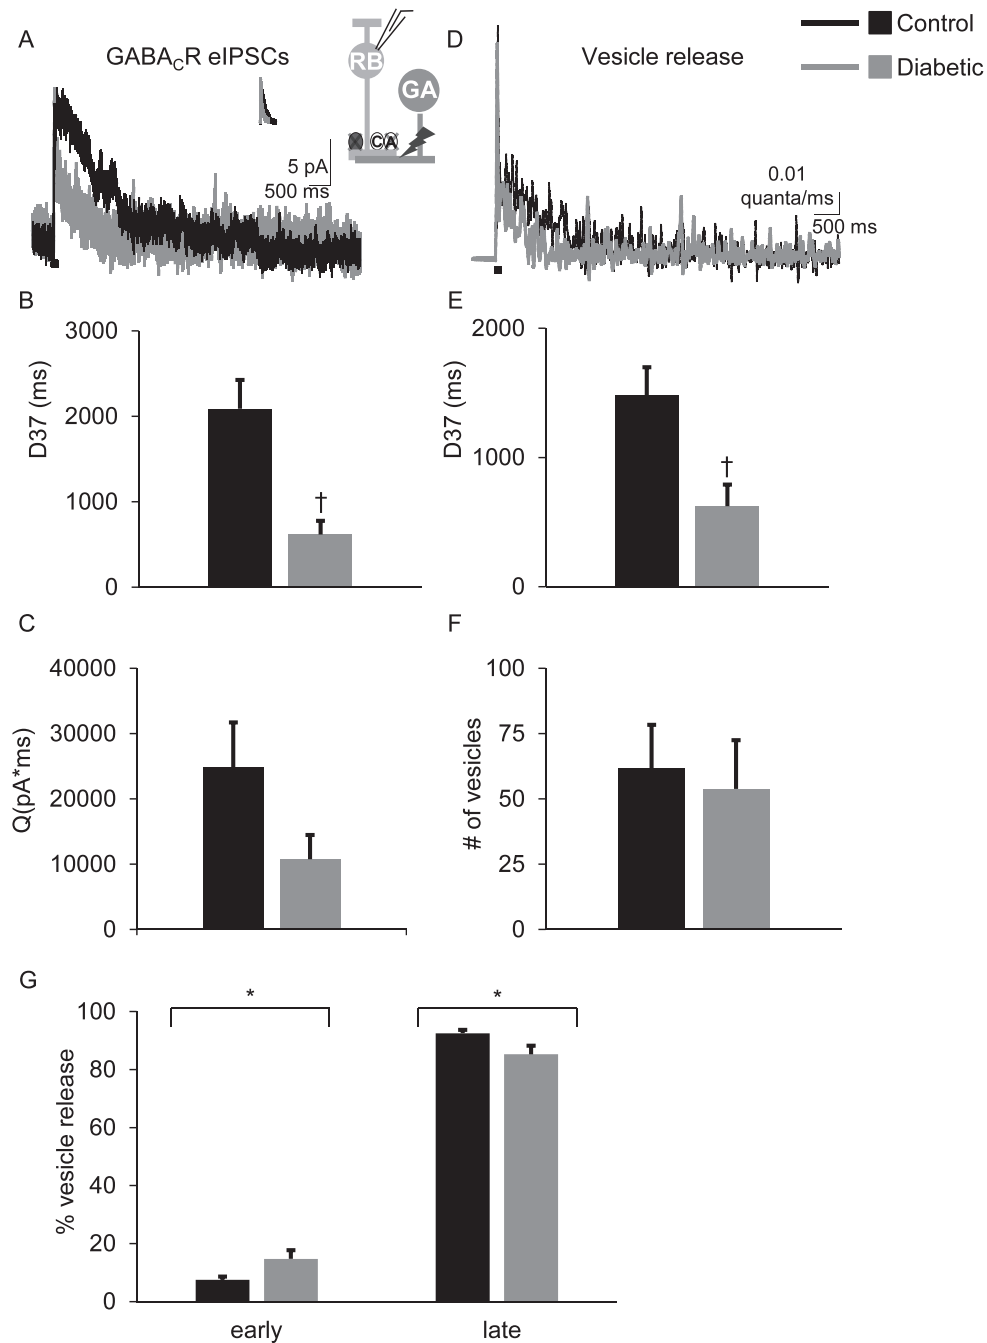 A
GABACR eIPSCs
RB
GA
CA
5 pA
500 ms
D
Vesicle release
Control
Diabetic
0.01
quanta/ms
500 ms
B
3000
2000
1000
0
D37 (ms)
†
E
2000
1000
0
D37 (ms)
†
C
40000
30000
20000
10000
0
Q(pA*ms)
F
100
75
50
25
0
# of vesicles
G
100
80
60
40
20
0
% vesicle release
*
*
early
late